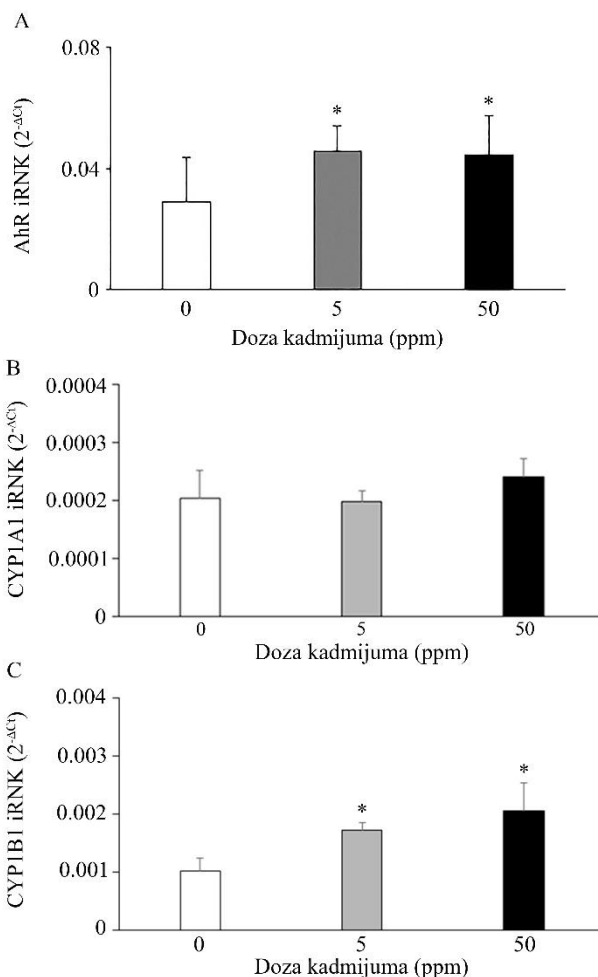 A
AhR iRNK (2-ΔCt)
0.08
0.04
0
*
*
0
5
50
Doza kadmijuma (ppm)
B
CYP1A1 iRNK (2-ΔCt)
0.0004
0.0003
0.0002
0.0001
0
0
5
50
Doza kadmijuma (ppm)
C
CYP1B1 iRNK (2-ΔCt)
0.004
0.003
0.002
0.001
0
*
*
0
5
50
Doza kadmijuma (ppm)